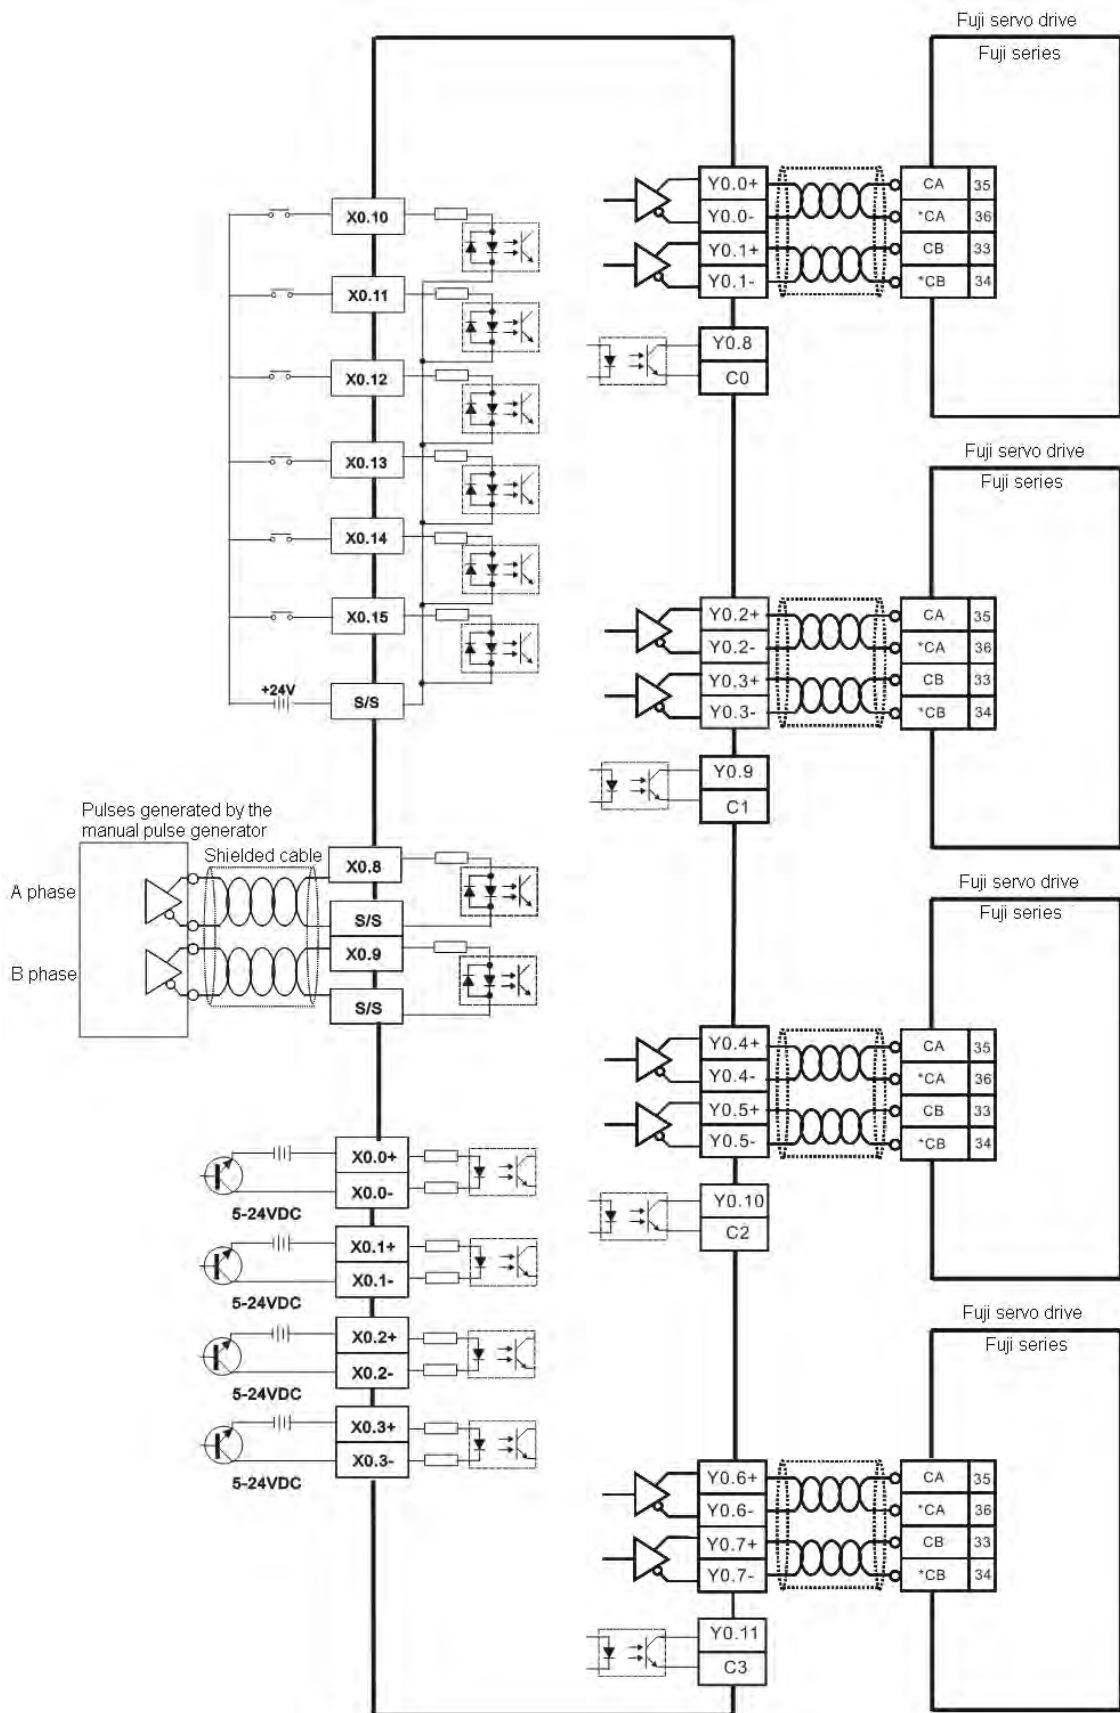 Fuji servo drive
Fuji series
Y0.0+ CA 35
Y0.0- *CA 36
Y0.1+ CB 33
Y0.1- *CB 34
Y0.8
C0
X0.10
X0.11
X0.12
X0.13
X0.14
X0.15
+24V
S/S
Fuji servo drive
Fuji series
Y0.2+ CA 35
Y0.2- *CA 36
Y0.3+ CB 33
Y0.3- *CB 34
Y0.9
C1
Pulses generated by the
manual pulse generator
Shielded cable
A phase
B phase
X0.8
S/S
X0.9
S/S
Fuji servo drive
Fuji series
Y0.4+ CA 35
Y0.4- *CA 36
Y0.5+ CB 33
Y0.5- *CB 34
Y0.10
C2
X0.0+
X0.0-
5-24VDC
X0.1+
X0.1-
5-24VDC
X0.2+
X0.2-
5-24VDC
X0.3+
X0.3-
5-24VDC
Fuji servo drive
Fuji series
Y0.6+ CA 35
Y0.6- *CA 36
Y0.7+ CB 33
Y0.7- *CB 34
Y0.11
C3